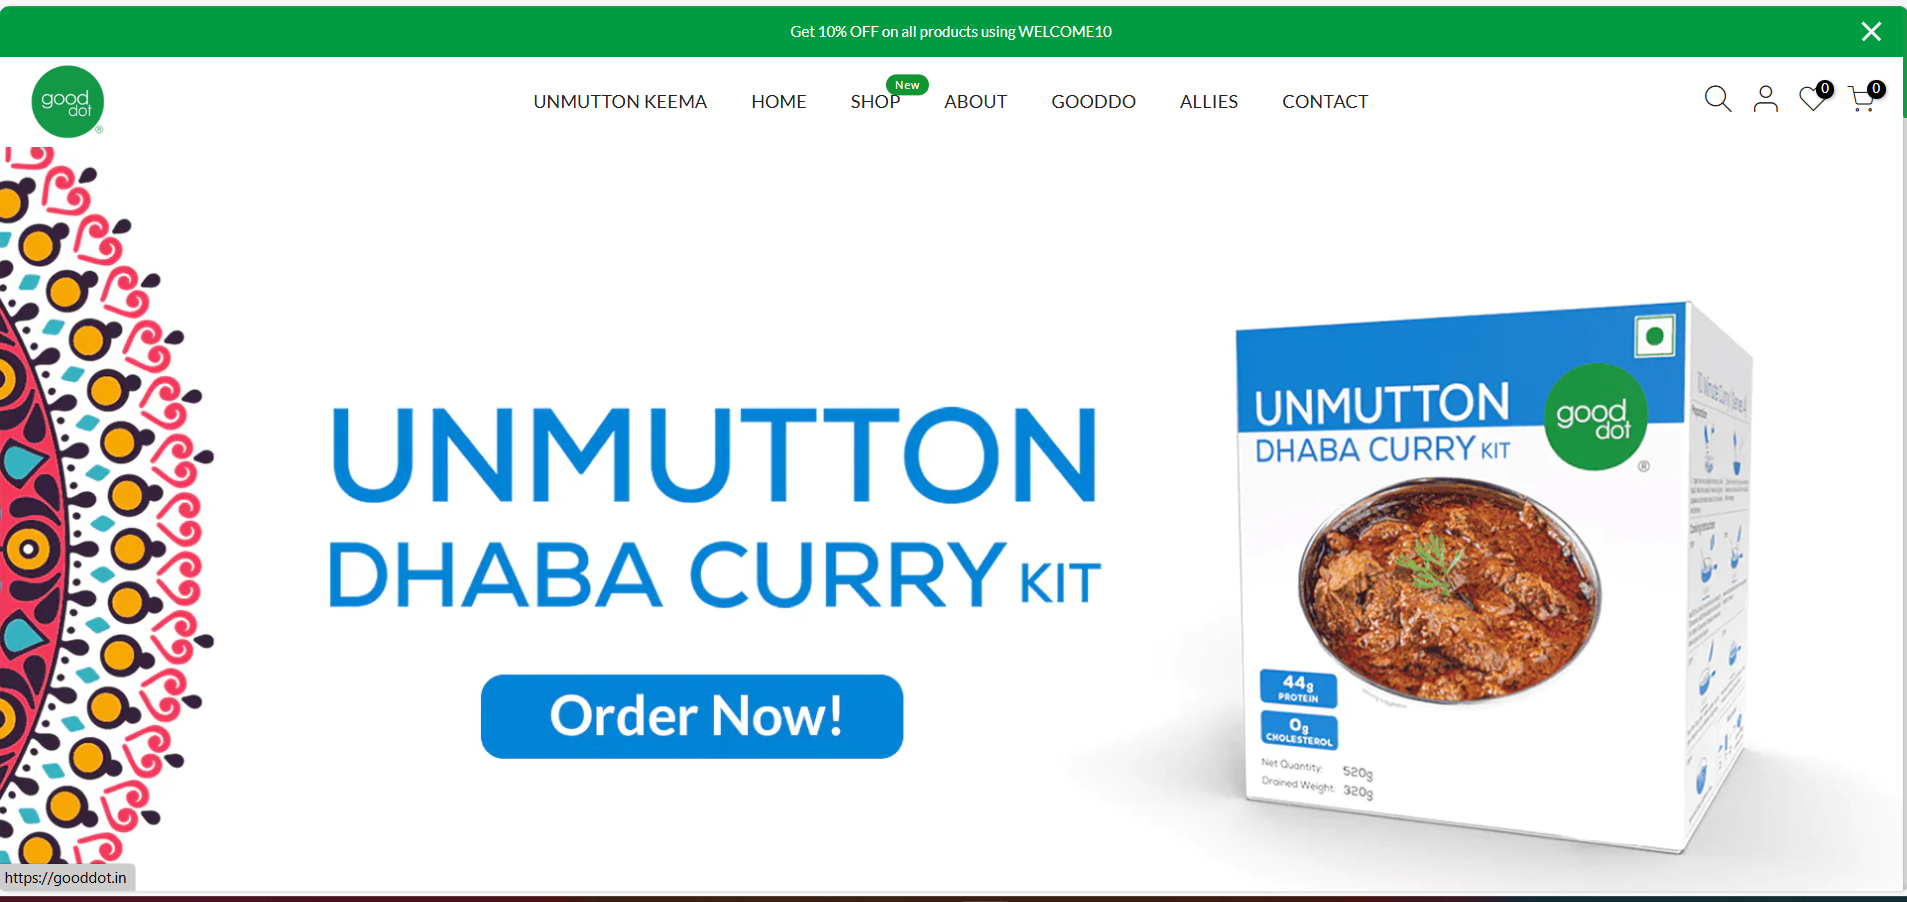 Get 10% OFF on all products using WELCOME10
good
dot
®
UNMUTTON KEEMA
HOME
SHOP
New
ABOUT
GOODDO
ALLIES
CONTACT
0
0
UNMUTTON
DHABA CURRY KIT
Order Now!
UNMUTTON
DHABA CURRY KIT
good
dot
®
44g
PROTEIN
0g
CHOLESTEROL
Net Quantity: 520g
Drained Weight: 320g
https://gooddot.in